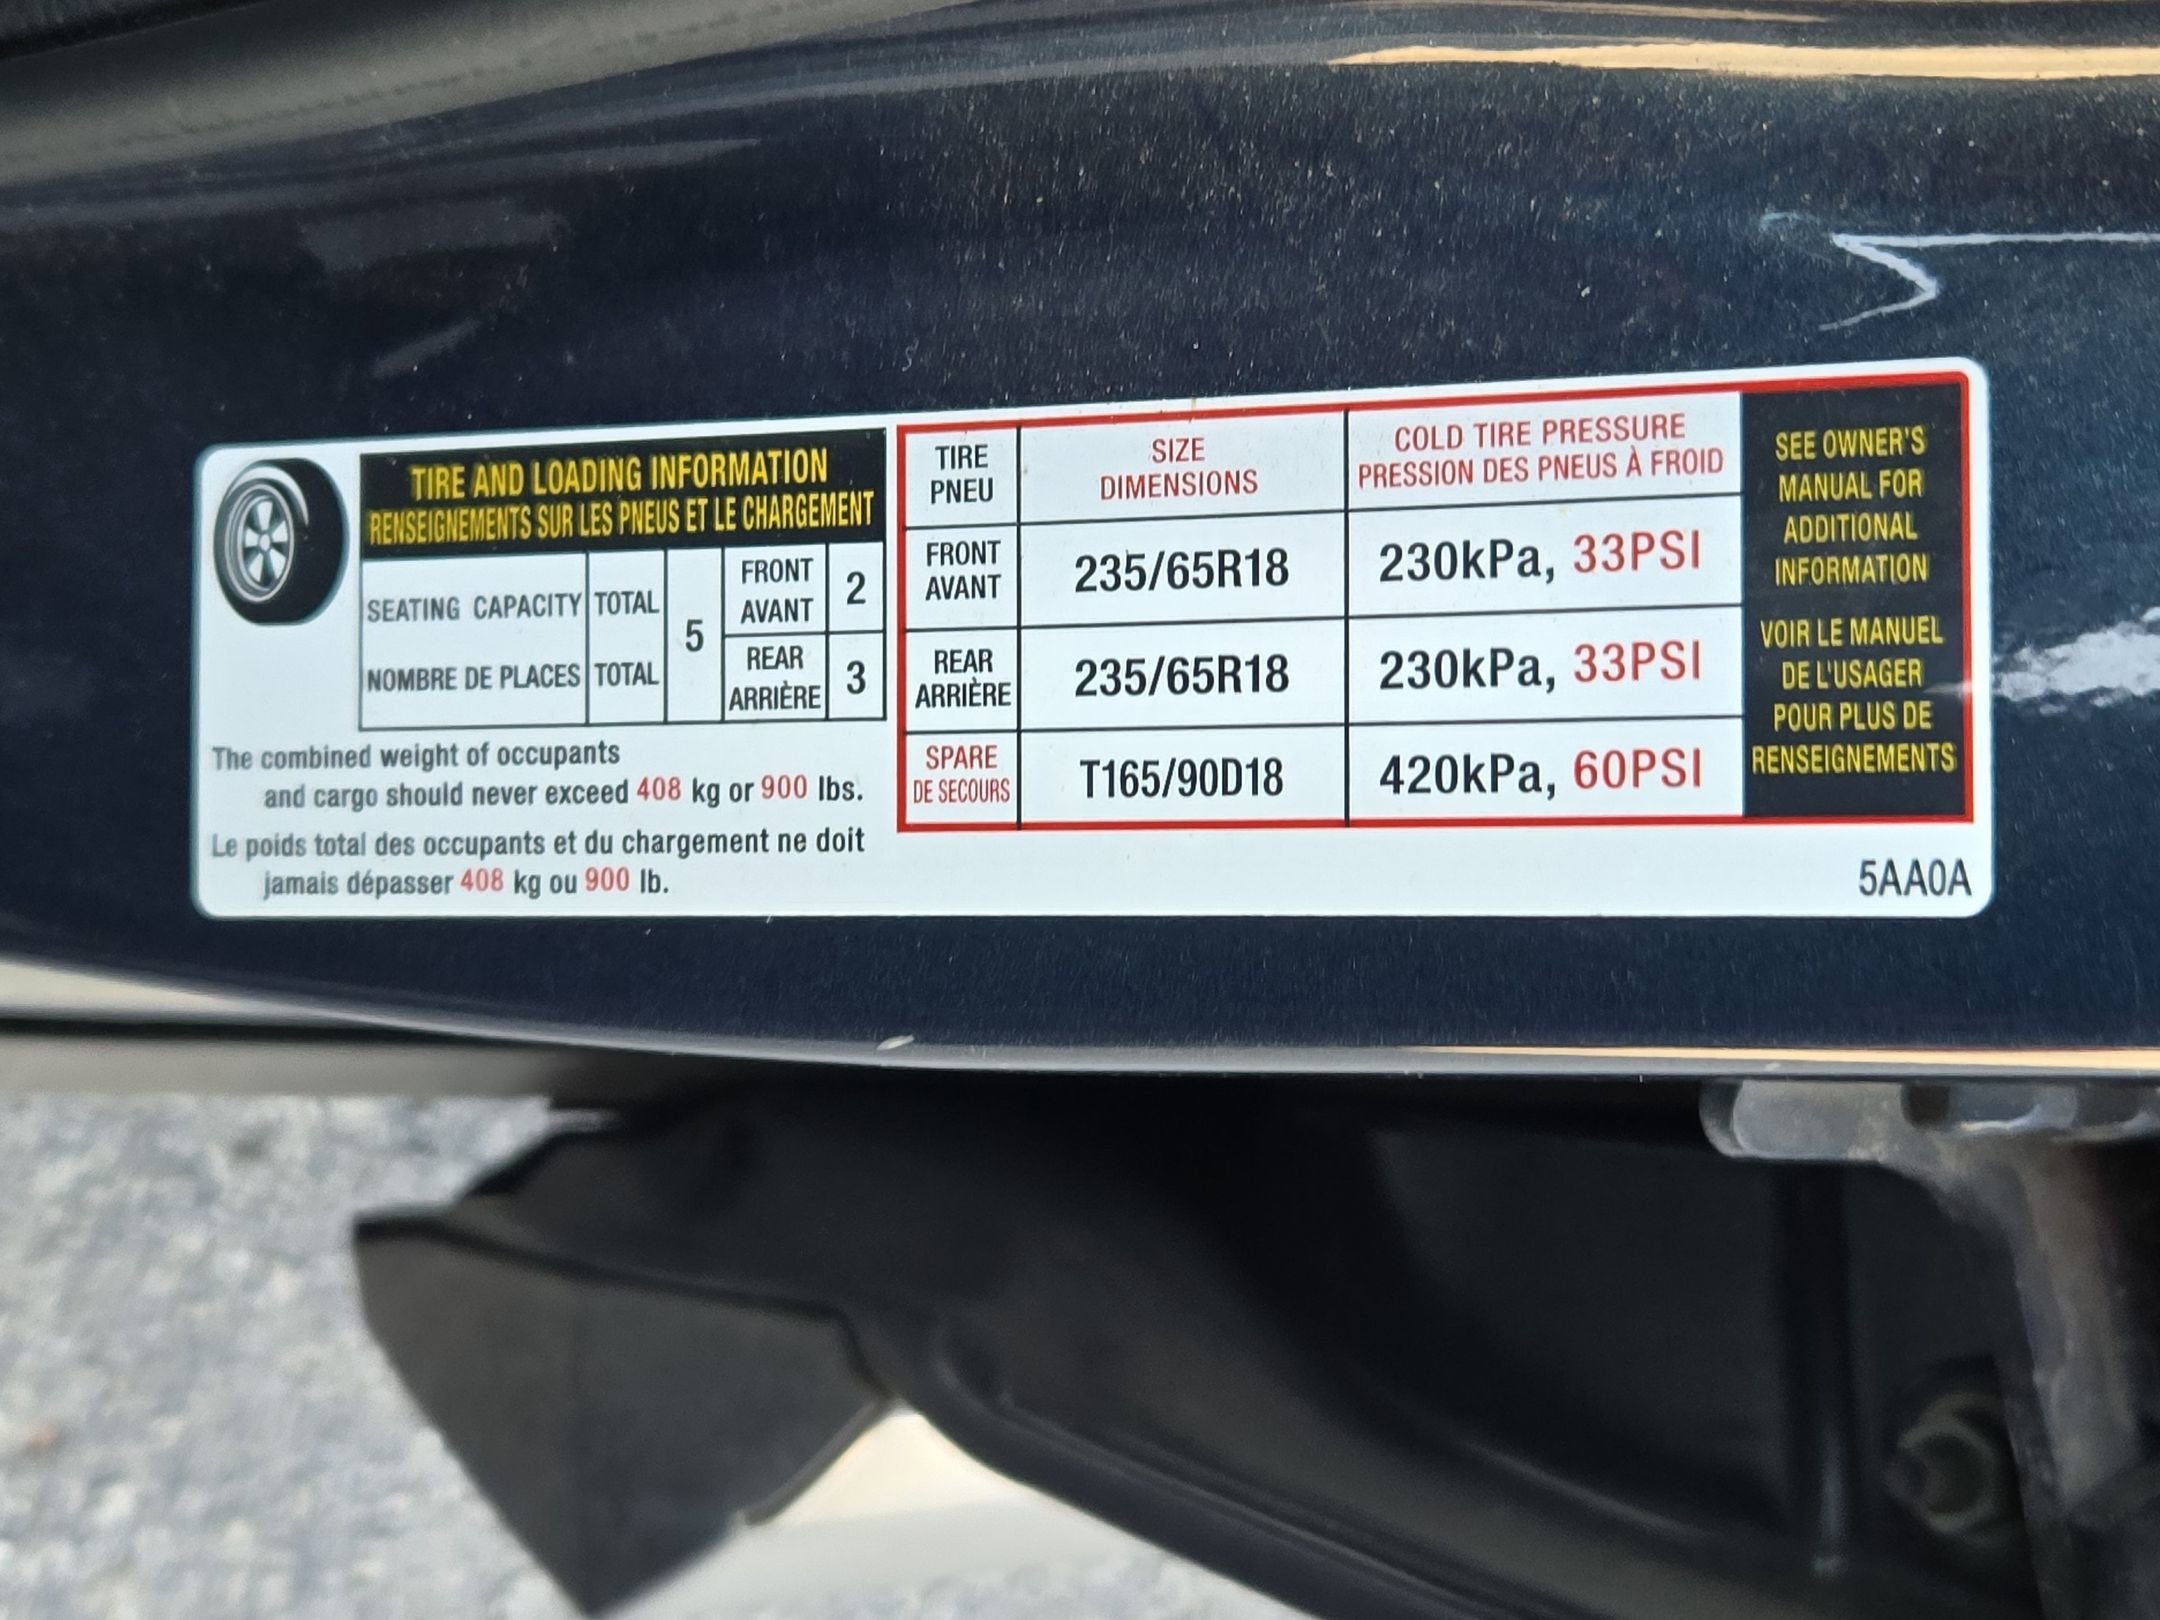 TIRE AND LOADING INFORMATION
RENSEIGNEMENTS SUR LES PNEUS ET LE CHARGEMENT
SEATING CAPACITY TOTAL
NOMBRE DE PLACES TOTAL
5
FRONT
AVANT
2
REAR
ARRIÈRE
3
The combined weight of occupants
and cargo should never exceed 408 kg or 900 lbs.
Le poids total des occupants et du chargement ne doit
jamais dépasser 408 kg ou 900 lb.
TIRE
PNEU
SIZE
DIMENSIONS
COLD TIRE PRESSURE
PRESSION DES PNEUS À FROID
FRONT
AVANT
235/65R18
230kPa, 33PSI
REAR
ARRIÈRE
235/65R18
230kPa, 33PSI
SPARE
DE SECOURS
T165/90D18
420kPa, 60PSI
SEE OWNER'S
MANUAL FOR
ADDITIONAL
INFORMATION
VOIR LE MANUEL
DE L'USAGER
POUR PLUS DE
RENSEIGNEMENTS
5AA0A